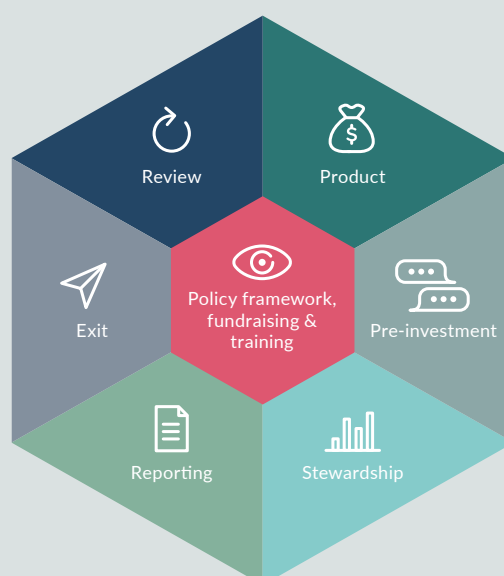 Review
Product
Policy framework,
fundraising &
training
Exit
Pre-investment
Reporting
Stewardship
$